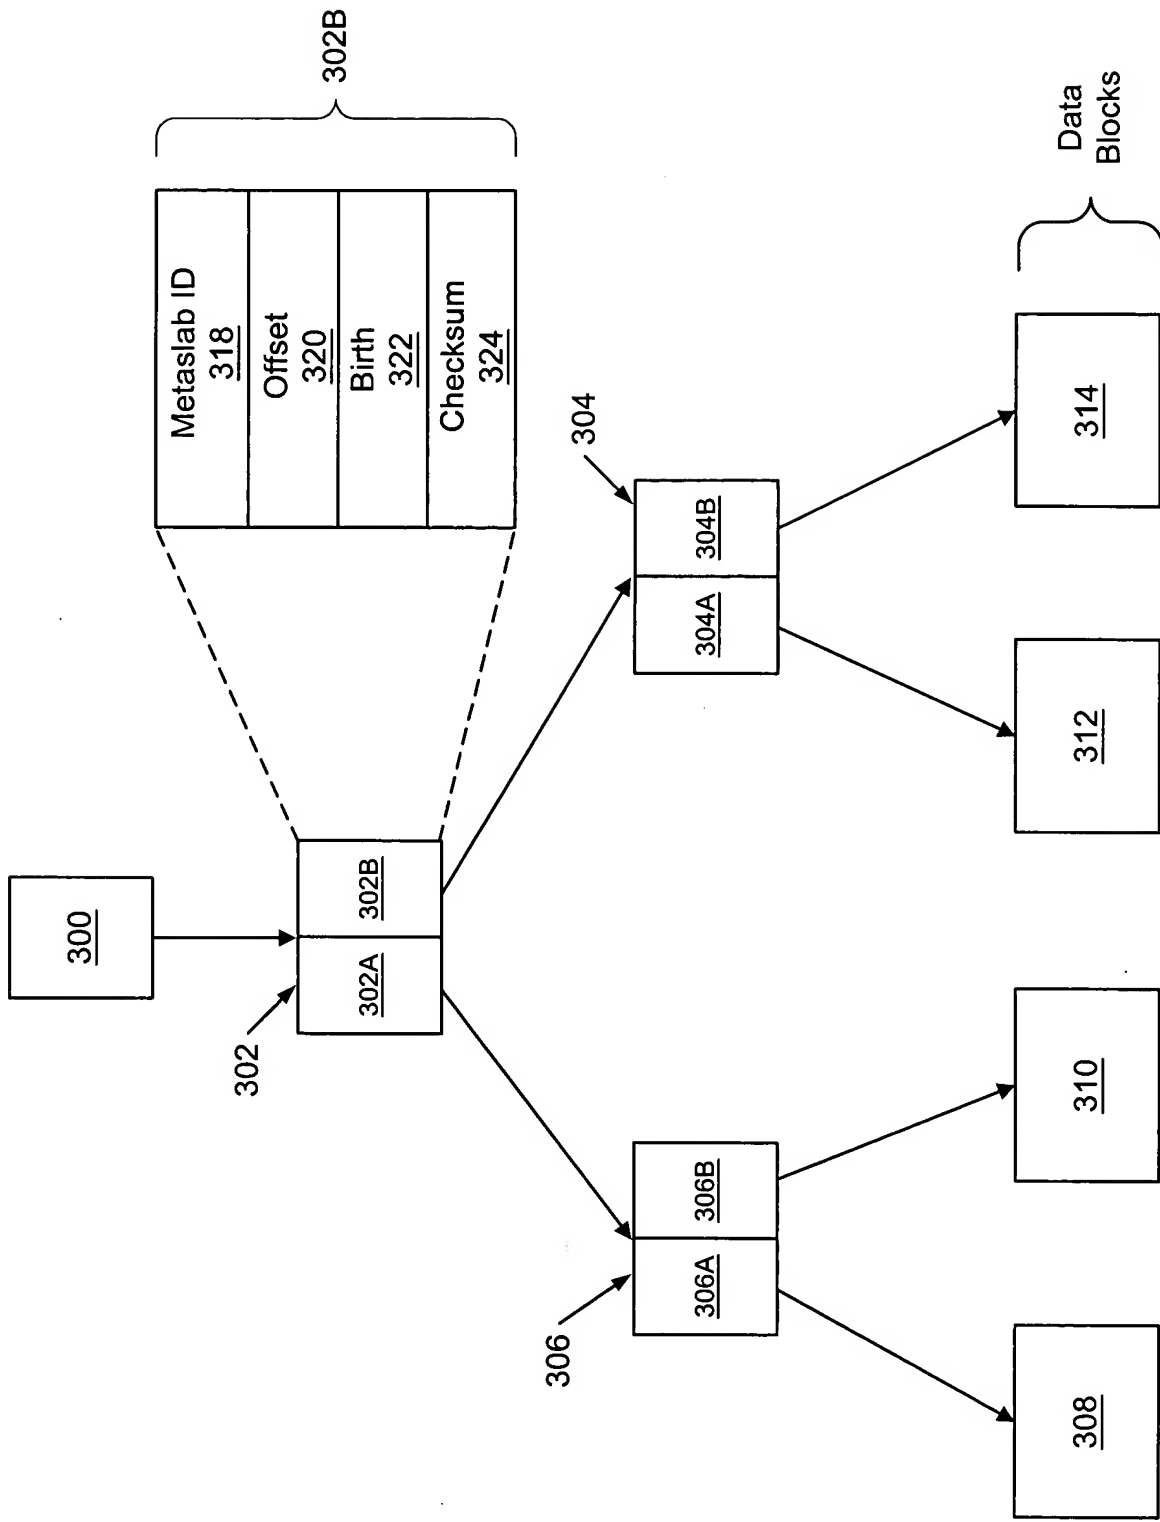 300
302
302A
302B
Metaslab ID
318
Offset
320
Birth
322
Checksum
324
302B
306
306A
306B
304
304A
304B
308
310
312
314
Data
Blocks